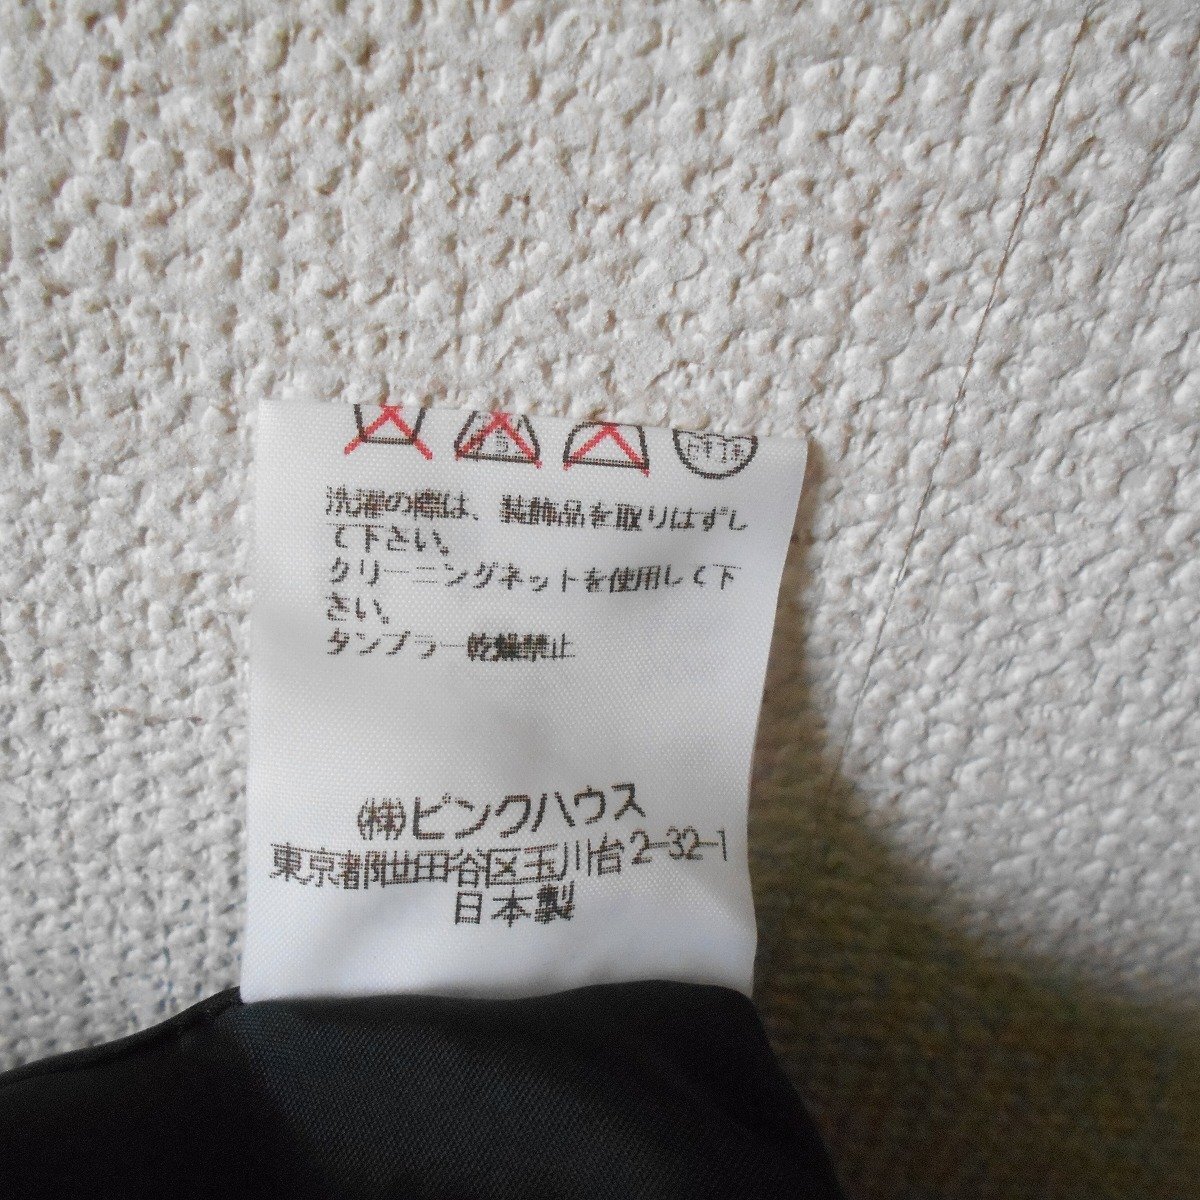 洗濯の際は、装飾品を取りはずし
て下さい。
クリーニングネットを使用して下
さい。
タンブラー乾燥禁止
㈱ピンクハウス
東京都世田谷区玉川台2-32-1
日本製